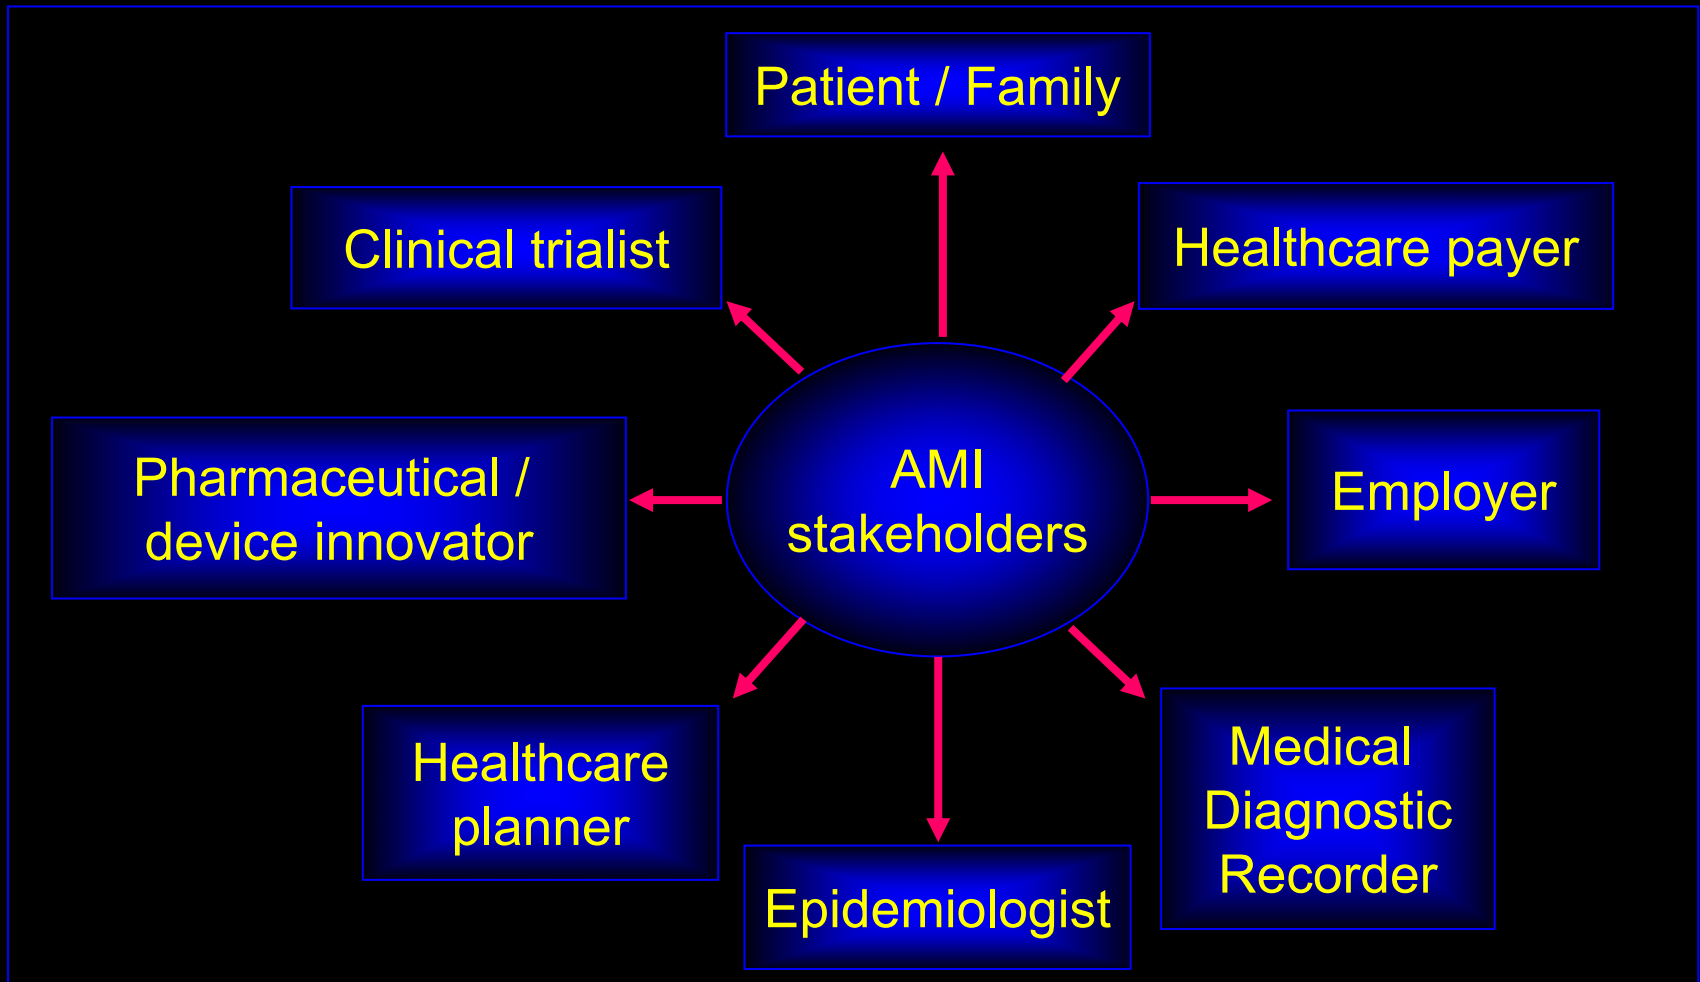 Patient / Family
Clinical trialist
Healthcare payer
AMI
stakeholders
Pharmaceutical /
device innovator
Employer
Healthcare
planner
Medical
Diagnostic
Recorder
Epidemiologist